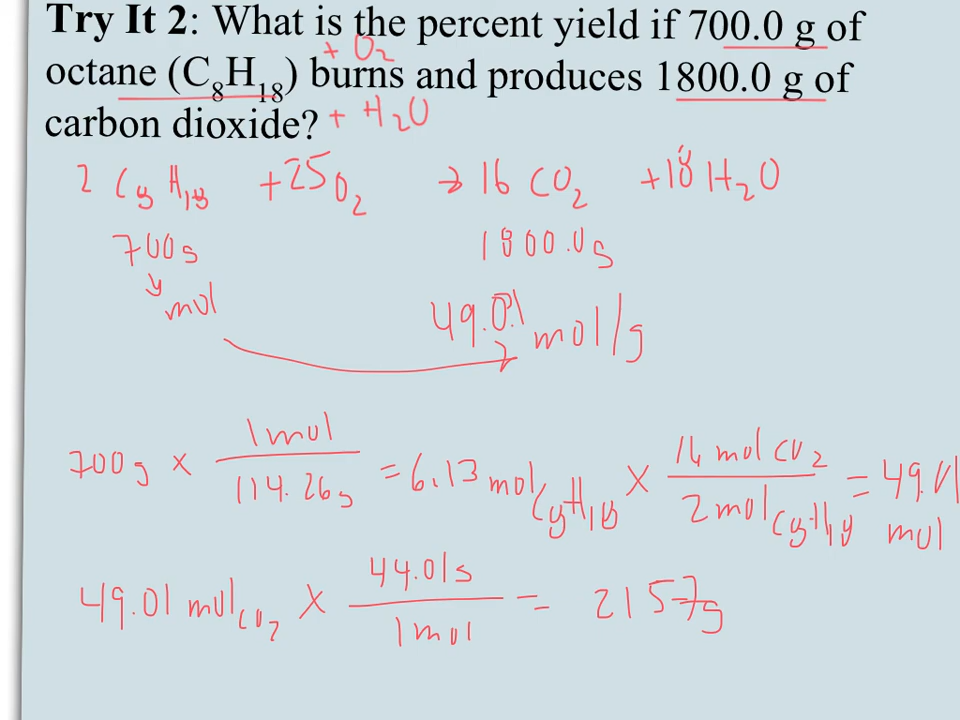 Try It 2: What is the percent yield if 700.0 g of
octane (C8H18) burns and produces 1800.0 g of
+ O2
carbon dioxide? + H2O
2 C8H18 + 25 O2 → 16 CO2 + 18 H2O
700g 1800.0g
mol
49.01 mol/g
700g × 1mol / 114.26g = 6.13 mol C8H18 × 16 mol CO2 / 2 mol C8H18 = 49.01 mol
49.01 mol CO2 × 44.01g / 1mol = 2157g